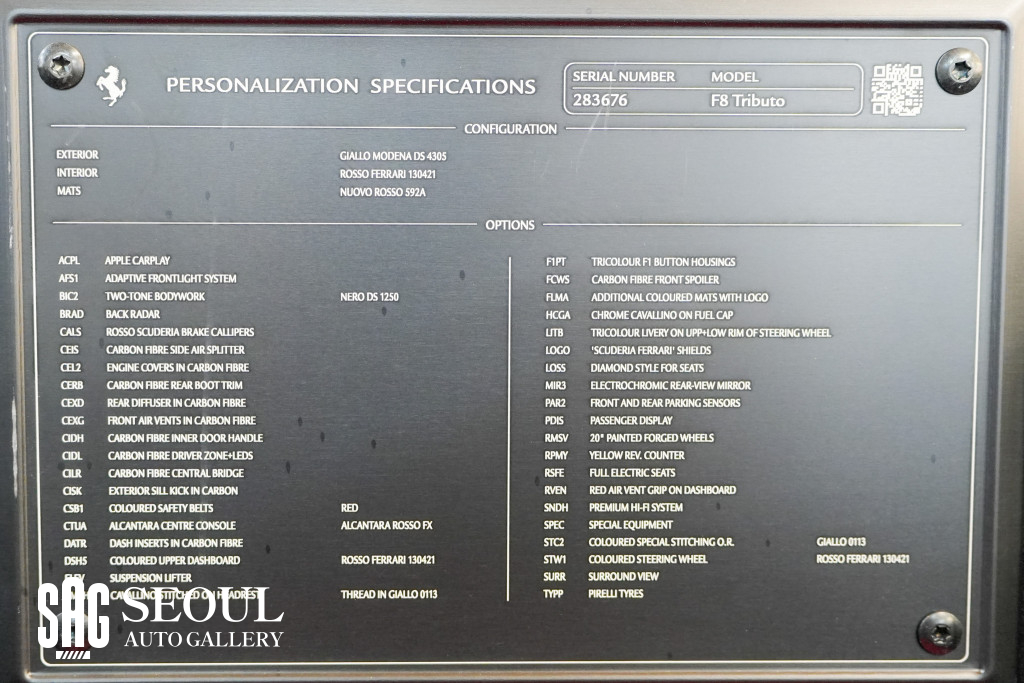 PERSONALIZATION SPECIFICATIONS
SERIAL NUMBER MODEL
283676 F8 Tributo
CONFIGURATION
EXTERIOR GIALLO MODENA DS 4305
INTERIOR ROSSO FERRARI 130421
MATS NUOVO ROSSO 592A
OPTIONS
ACPL APPLE CARPLAY
AFS1 ADAPTIVE FRONTLIGHT SYSTEM
BIC2 TWO-TONE BODYWORK NERO DS 1250
BRAD BACK RADAR
CALS ROSSO SCUDERIA BRAKE CALLIPERS
CEIS CARBON FIBRE SIDE AIR SPLITTER
CEL2 ENGINE COVERS IN CARBON FIBRE
CERB CARBON FIBRE REAR BOOT TRIM
CEXD REAR DIFFUSER IN CARBON FIBRE
CEXG FRONT AIR VENTS IN CARBON FIBRE
CIDH CARBON FIBRE INNER DOOR HANDLE
CIDL CARBON FIBRE DRIVER ZONE+LEDS
CILR CARBON FIBRE CENTRAL BRIDGE
CISK EXTERIOR SILL KICK IN CARBON
CSB1 COLOURED SAFETY BELTS RED
CTUA ALCANTARA CENTRE CONSOLE ALCANTARA ROSSO FX
DATR DASH INSERTS IN CARBON FIBRE
DSH5 COLOURED UPPER DASHBOARD ROSSO FERRARI 130421
SUSPENSION LIFTER
CAVALLINO STITCHED ON HEADREST THREAD IN GIALLO 0113
F1PT TRICOLOUR F1 BUTTON HOUSINGS
FCWS CARBON FIBRE FRONT SPOILER
FLMA ADDITIONAL COLOURED MATS WITH LOGO
HCGA CHROME CAVALLINO ON FUEL CAP
LITB TRICOLOUR LIVERY ON UPP+LOW RIM OF STEERING WHEEL
LOGO 'SCUDERIA FERRARI' SHIELDS
LOSS DIAMOND STYLE FOR SEATS
MIR3 ELECTROCHROMIC REAR-VIEW MIRROR
PAR2 FRONT AND REAR PARKING SENSORS
PDIS PASSENGER DISPLAY
RMSV 20" PAINTED FORGED WHEELS
RPMY YELLOW REV. COUNTER
RSFE FULL ELECTRIC SEATS
RVEN RED AIR VENT GRIP ON DASHBOARD
SNDH PREMIUM HI-FI SYSTEM
SPEC SPECIAL EQUIPMENT
STC2 COLOURED SPECIAL STITCHING O.R. GIALLO 0113
STW1 COLOURED STEERING WHEEL ROSSO FERRARI 130421
SURR SURROUND VIEW
TYPP PIRELLI TYRES
SAG SEOUL
AUTO GALLERY